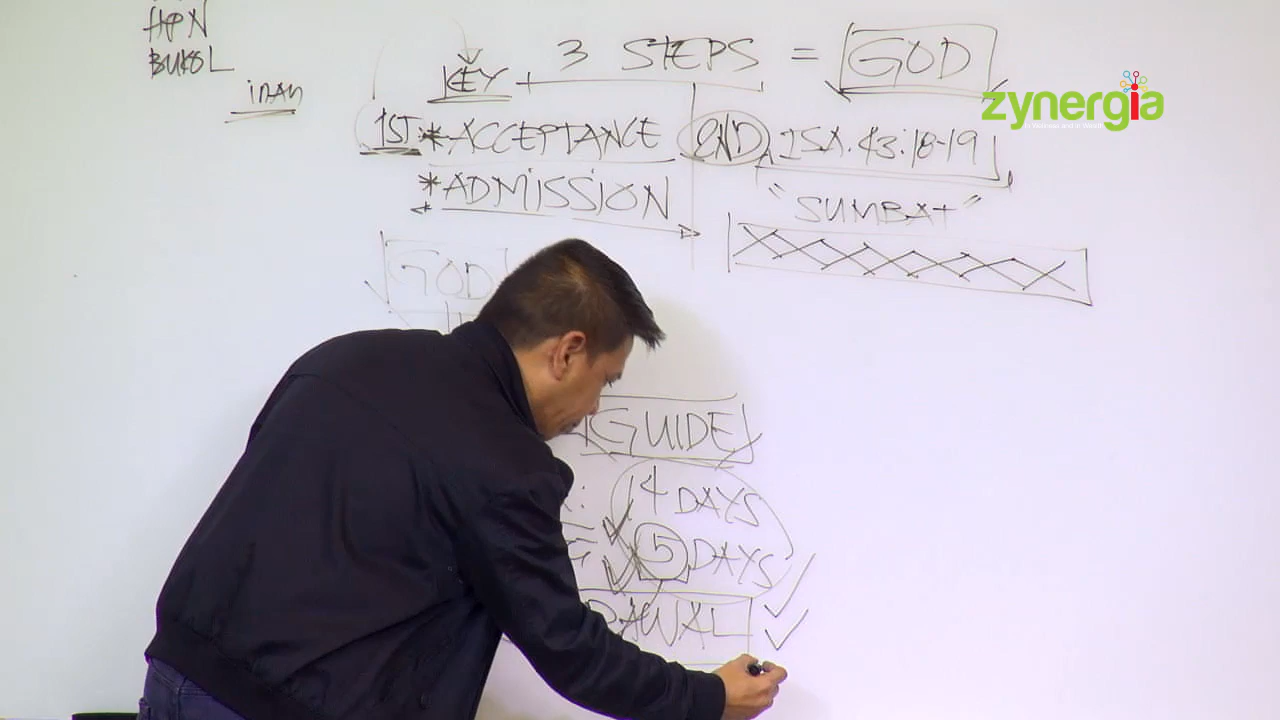 HPN
BUKOL
KEY + 3 STEPS = GOD
zynergia
1ST * ACCEPTANCE 2ND ISA. 43:18-19
* ADMISSION "SUMBAT"
GOD
GUIDE
14 DAYS
5 DAYS